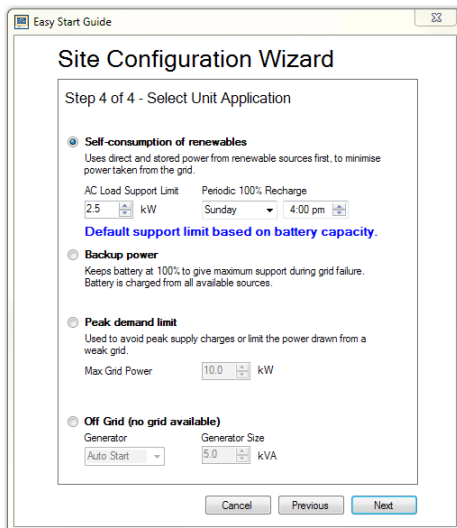 Easy Start Guide
Site Configuration Wizard
Step 4 of 4 - Select Unit Application
Self-consumption of renewables
Uses direct and stored power from renewable sources first, to minimise
power taken from the grid.
AC Load Support Limit Periodic 100% Recharge
2.5 kW Sunday 4:00 pm
Default support limit based on battery capacity.
Backup power
Keeps battery at 100% to give maximum support during grid failure.
Battery is charged from all available sources.
Peak demand limit
Used to avoid peak supply charges or limit the power drawn from a
weak grid.
Max Grid Power 10.0 kW
Off Grid (no grid available)
Generator Generator Size
Auto Start 5.0 kVA
Cancel Previous Next